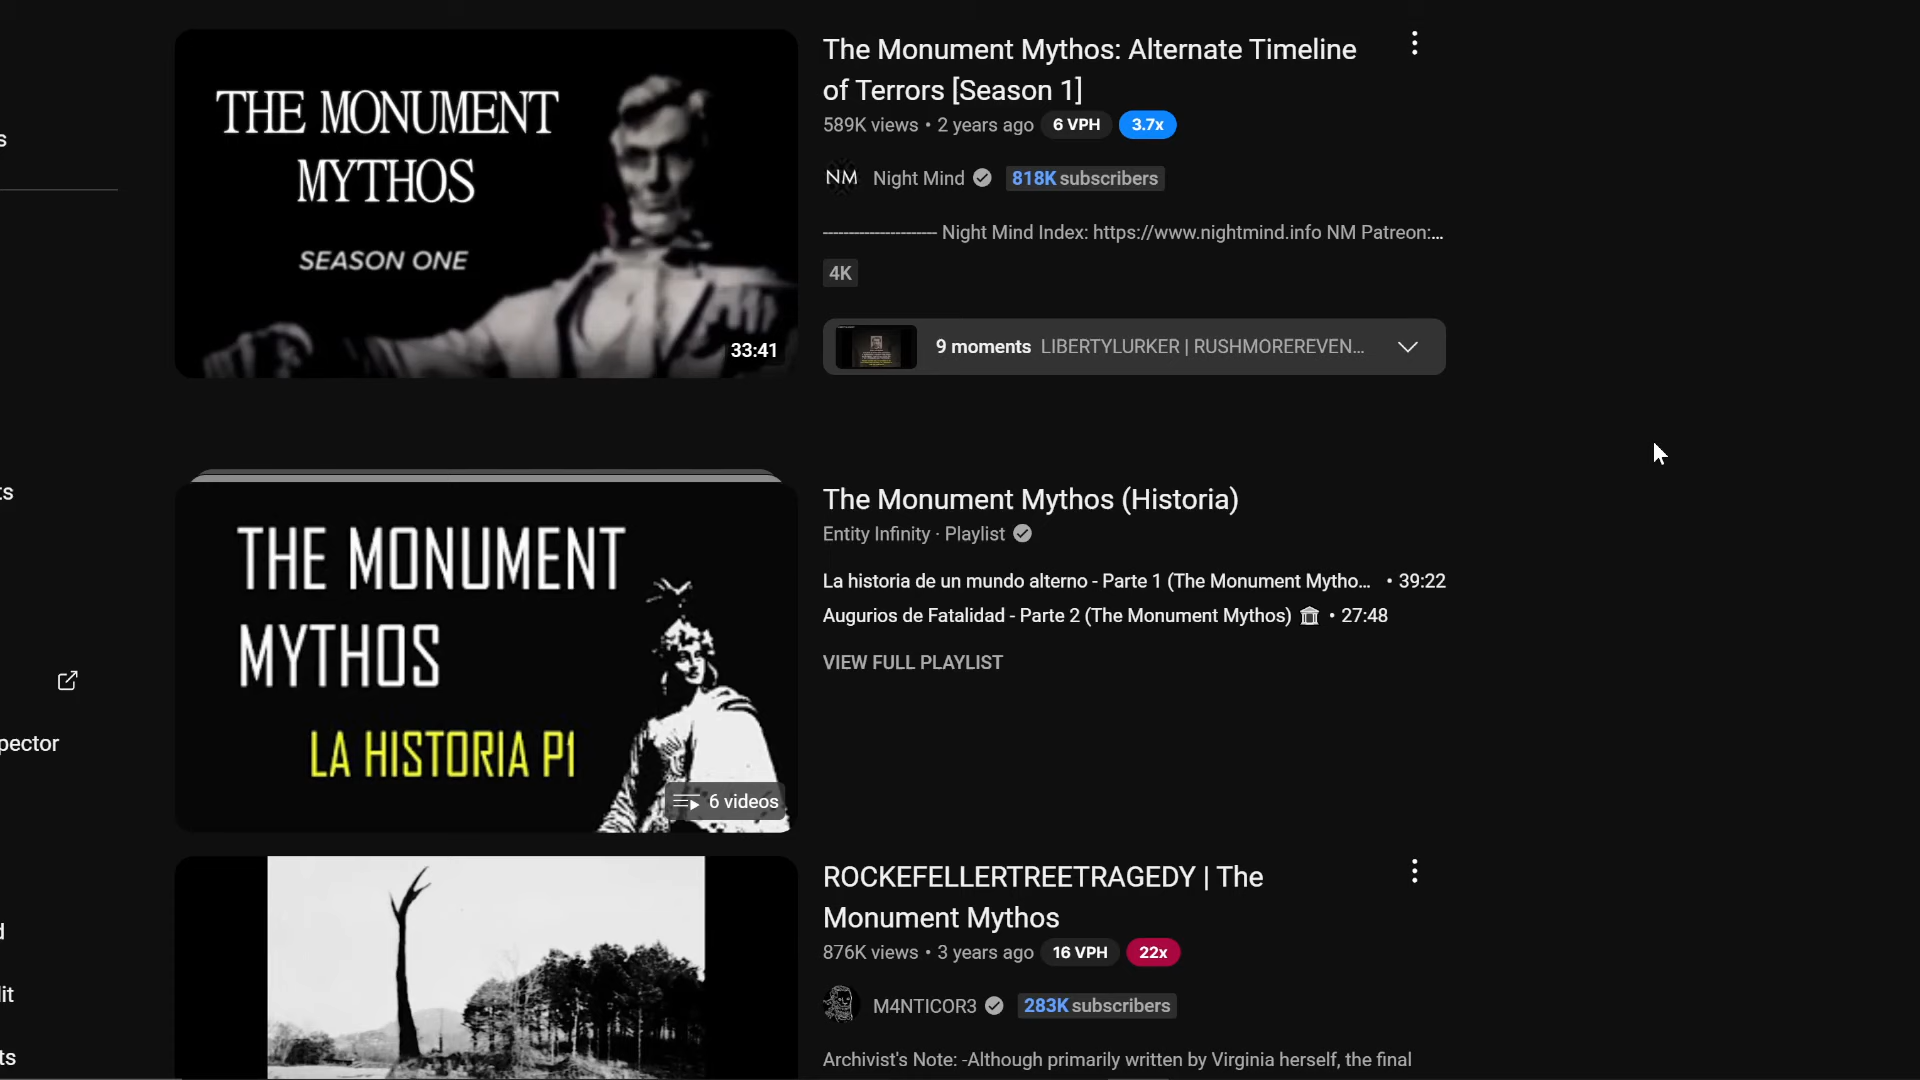 THE MONUMENT
MYTHOS
SEASON ONE
33:41
The Monument Mythos: Alternate Timeline
of Terrors [Season 1]
589K views • 2 years ago 6 VPH 3.7x
NM Night Mind 818K subscribers
---------------------- Night Mind Index: https://www.nightmind.info NM Patreon:...
4K
9 moments LIBERTYLURKER | RUSHMOREREVEN...
s
ts
pector
d
it
ts
THE MONUMENT
MYTHOS
LA HISTORIA P1
6 videos
The Monument Mythos (Historia)
Entity Infinity · Playlist
La historia de un mundo alterno - Parte 1 (The Monument Mytho... • 39:22
Augurios de Fatalidad - Parte 2 (The Monument Mythos) 🏛 • 27:48
VIEW FULL PLAYLIST
ROCKEFELLERTREETRAGEDY | The
Monument Mythos
876K views • 3 years ago 16 VPH 22x
M4NTICOR3 283K subscribers
Archivist's Note: -Although primarily written by Virginia herself, the final